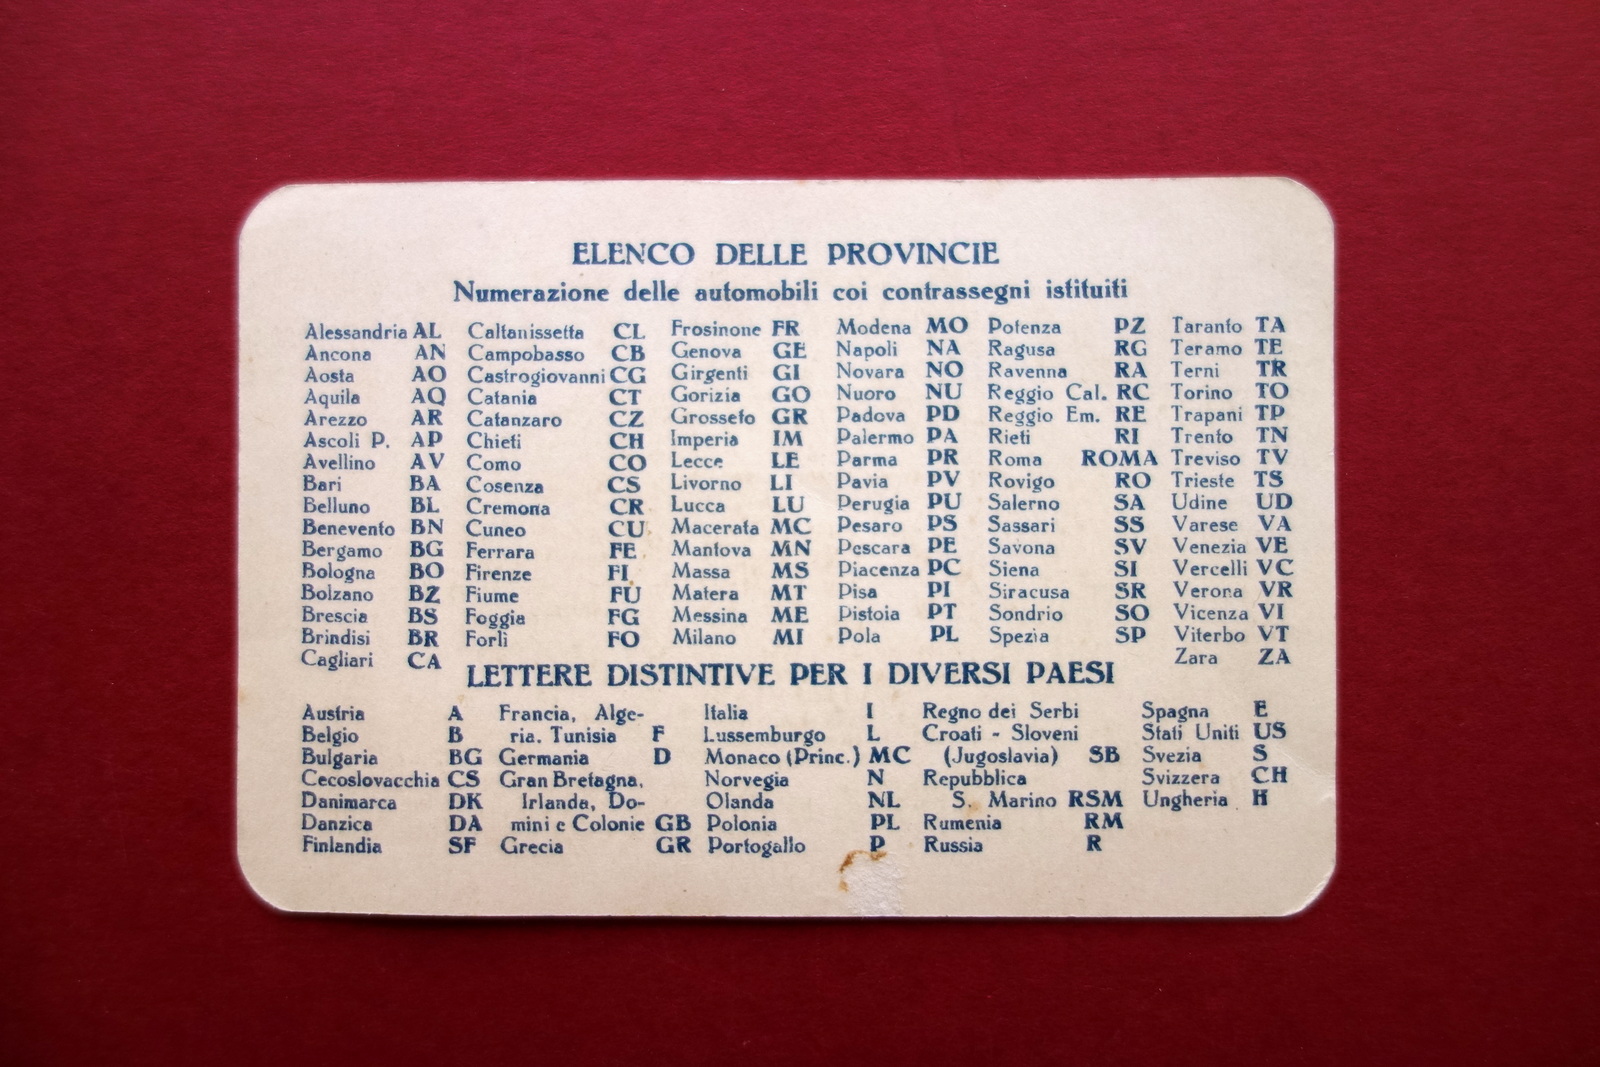 ELENCO DELLE PROVINCIE
Numerazione delle automobili coi contrassegni istituiti
Alessandria AL Caltanissetta CL Frosinone FR Modena MO Potenza PZ Taranto TA
Ancona AN Campobasso CB Genova GE Napoli NA Ragusa RG Teramo TE
Aosta AO Castrogiovanni CG Girgenti GI Novara NO Ravenna RA Terni TR
Aquila AQ Catania CT Gorizia GO Nuoro NU Reggio Cal. RC Torino TO
Arezzo AR Catanzaro CZ Grosseto GR Padova PD Reggio Em. RE Trapani TP
Ascoli P. AP Chieti CH Imperia IM Palermo PA Rieti RI Trento TN
Avellino AV Como CO Lecce LE Parma PR Roma ROMA Treviso TV
Bari BA Cosenza CS Livorno LI Pavia PV Rovigo RO Trieste TS
Belluno BL Cremona CR Lucca LU Perugia PU Salerno SA Udine UD
Benevento BN Cuneo CU Macerata MC Pesaro PS Sassari SS Varese VA
Bergamo BG Ferrara FE Mantova MN Pescara PE Savona SV Venezia VE
Bologna BO Firenze FI Massa MS Piacenza PC Siena SI Vercelli VC
Bolzano BZ Fiume FU Matera MT Pisa PI Siracusa SR Verona VR
Brescia BS Foggia FG Messina ME Pistoia PT Sondrio SO Vicenza VI
Brindisi BR Forlì FO Milano MI Pola PL Spezia SP Viterbo VT
Cagliari CA Zara ZA
LETTERE DISTINTIVE PER I DIVERSI PAESI
Austria A Francia, Alge- Italia I Regno dei Serbi Spagna E
Belgio B ria. Tunisia F Lussemburgo L Croati - Sloveni Stati Uniti US
Bulgaria BG Germania D Monaco (Princ.) MC (Jugoslavia) SB Svezia S
Cecoslovacchia CS Gran Bretagna, Norvegia N Repubblica Svizzera CH
Danimarca DK Irlanda, Do- Olanda NL S. Marino RSM Ungheria H
Danzica DA mini e Colonie GB Polonia PL Rumenia RM
Finlandia SF Grecia GR Portogallo P Russia R